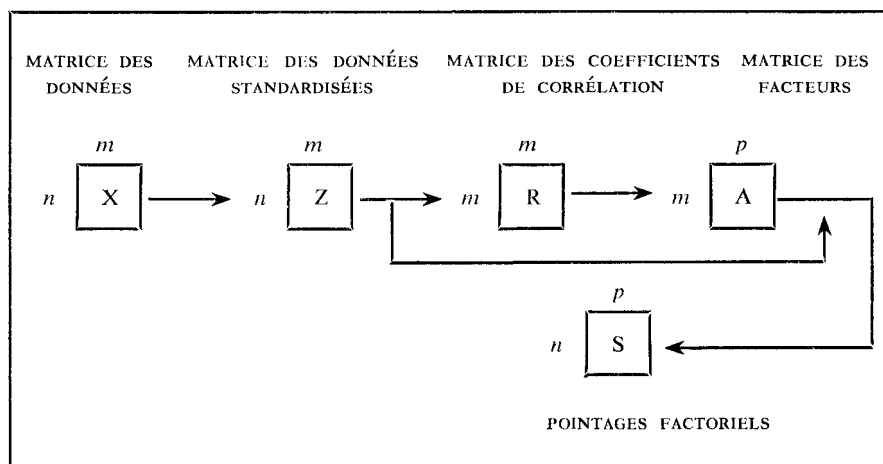 MATRICE DES DONNÉES
MATRICE DES DONNÉES STANDARDISÉES
MATRICE DES COEFFICIENTS DE CORRÉLATION
MATRICE DES FACTEURS
m m m p
n X n Z m R m A
p
n S
POINTAGES FACTORIELS